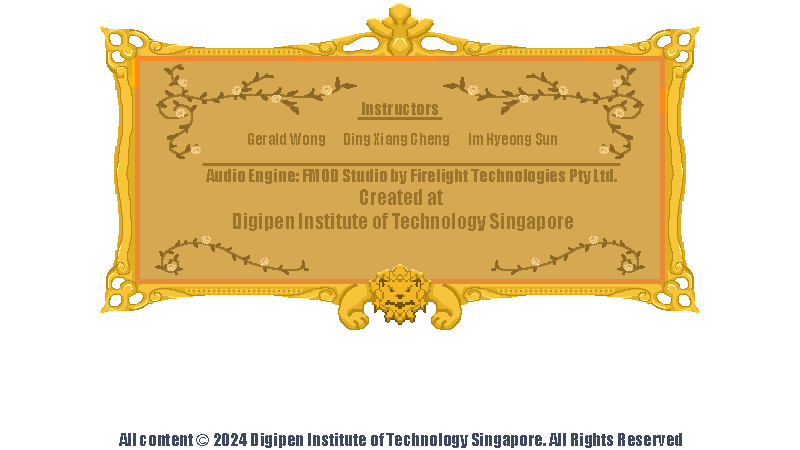 Instructors
Gerald Wong Ding Xiang Cheng Im Hyeong Sun
Audio Engine: FMOD Studio by Firelight Technologies Pty Ltd.
Created at
Digipen Institute of Technology Singapore
All content © 2024 Digipen Institute of Technology Singapore. All Rights Reserved